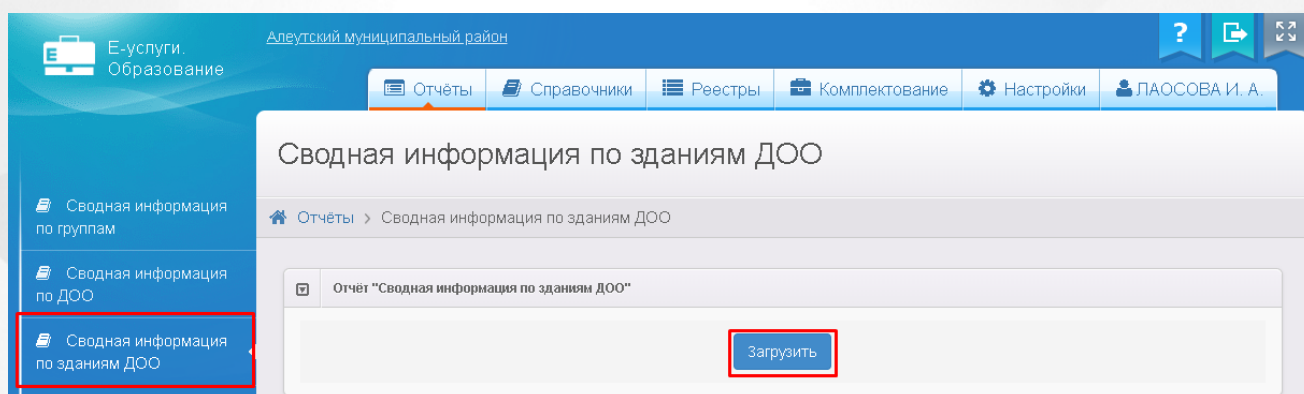 Е-услуги.
Образование
Алеутский муниципальный район
?
Отчёты
Справочники
Реестры
Комплектование
Настройки
ЛАОСОВА И. А.
Сводная информация по зданиям ДОО
Отчёты > Сводная информация по зданиям ДОО
Сводная информация
по группам
Сводная информация
по ДОО
Сводная информация
по зданиям ДОО
Отчёт "Сводная информация по зданиям ДОО"
Загрузить